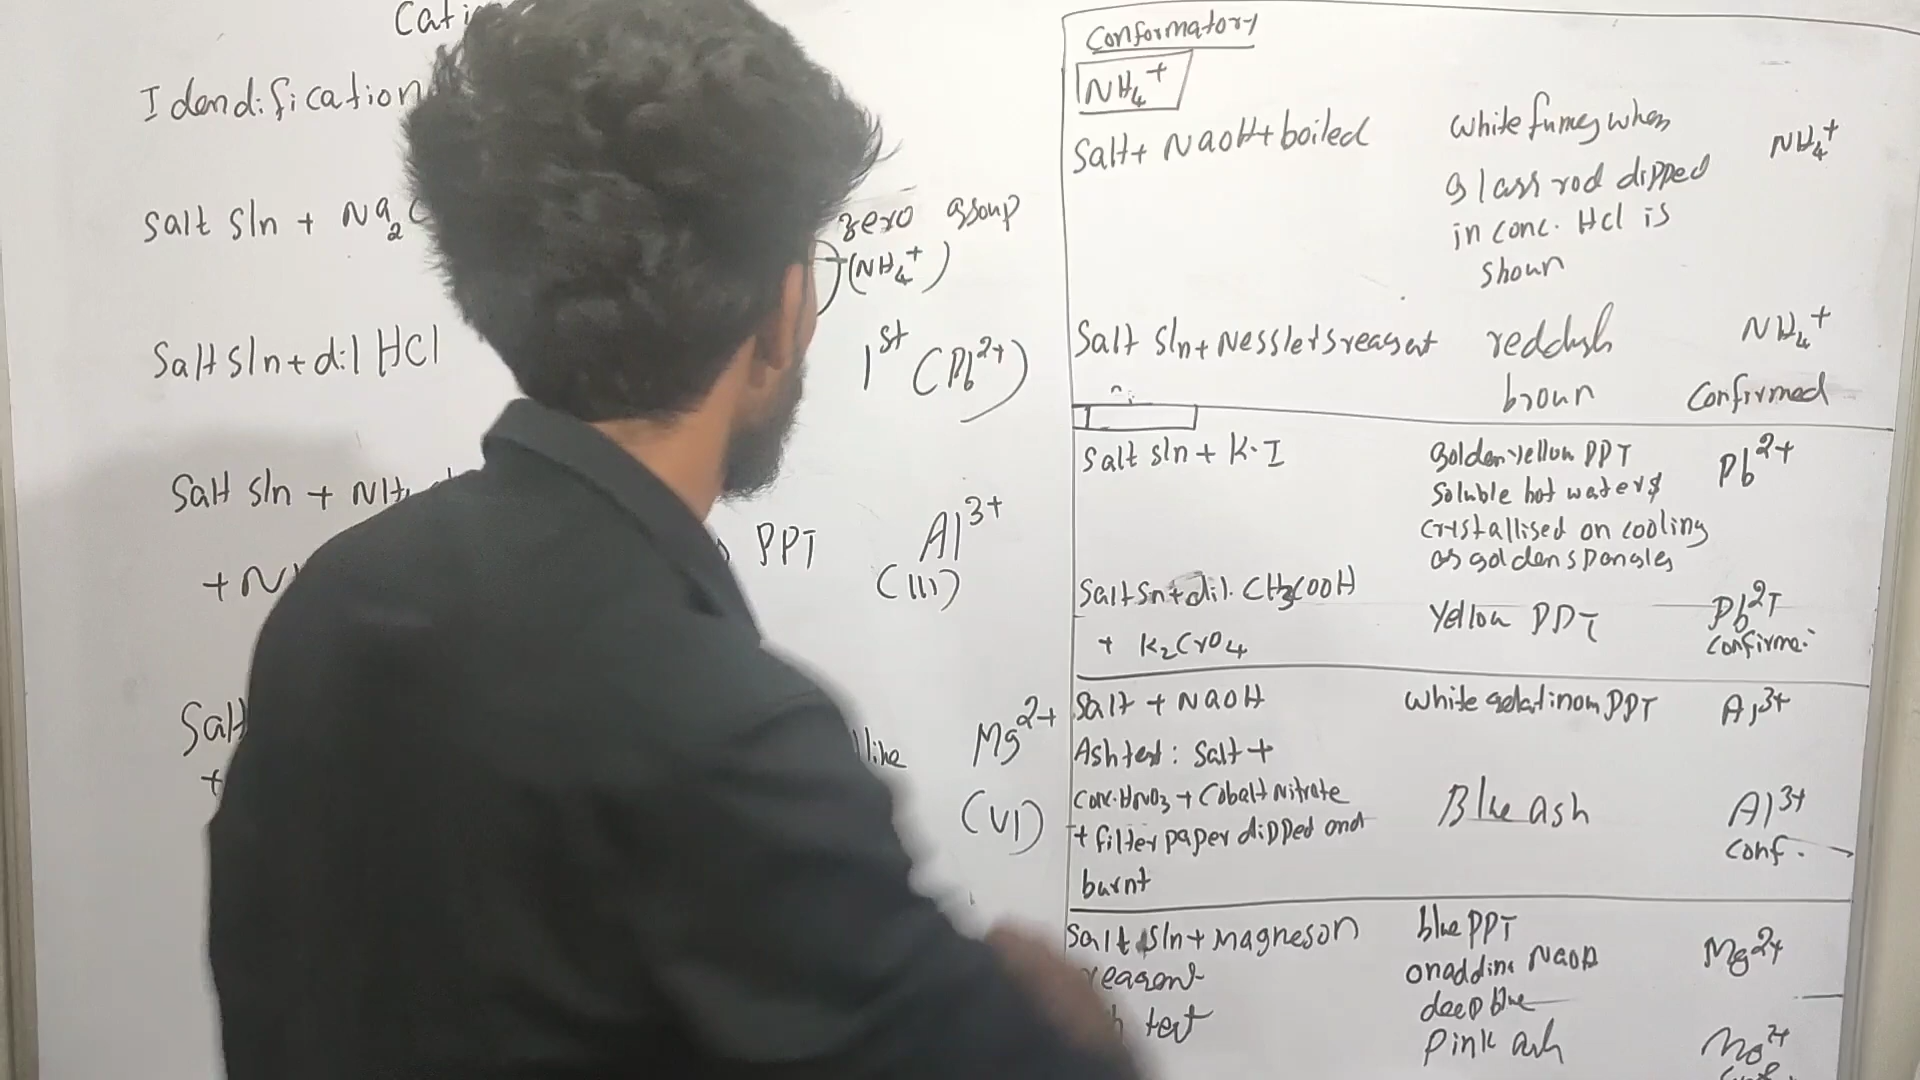 Idendification
Salt sln + Na2
zero group
(NH4+)
Salt sln + dil HCl
1st (Pb2+)
Salt sln + NH4
PPT Al3+
(III)
Salt
like Mg2+
(VI)
Conformatory
NH4+
Salt + NaOH + boiled
white fumes when
glass rod dipped
in conc. HCl is
shown
NH4+
Salt sln + Nessler's reagent
reddish
brown
NH4+
Confirmed
Salt sln + K·I
golden yellow PPT
soluble hot water &
crystallised on cooling
as golden spangles
Pb2+
Salt sln + dil. CH3COOH
+ K2CrO4
Yellow PPT
Pb2+
confirme.
Salt + NaOH
white gelatinom PPT
Al3+
Ash test: Salt +
conc. HNO3 + Cobalt nitrate
+ filter paper dipped and
burnt
Blue ash
Al3+
Conf.
Salt sln + magneson
reagent
blue PPT
on adding NaOH
deep blue
Mg2+
test
Pink ash
Mg2+